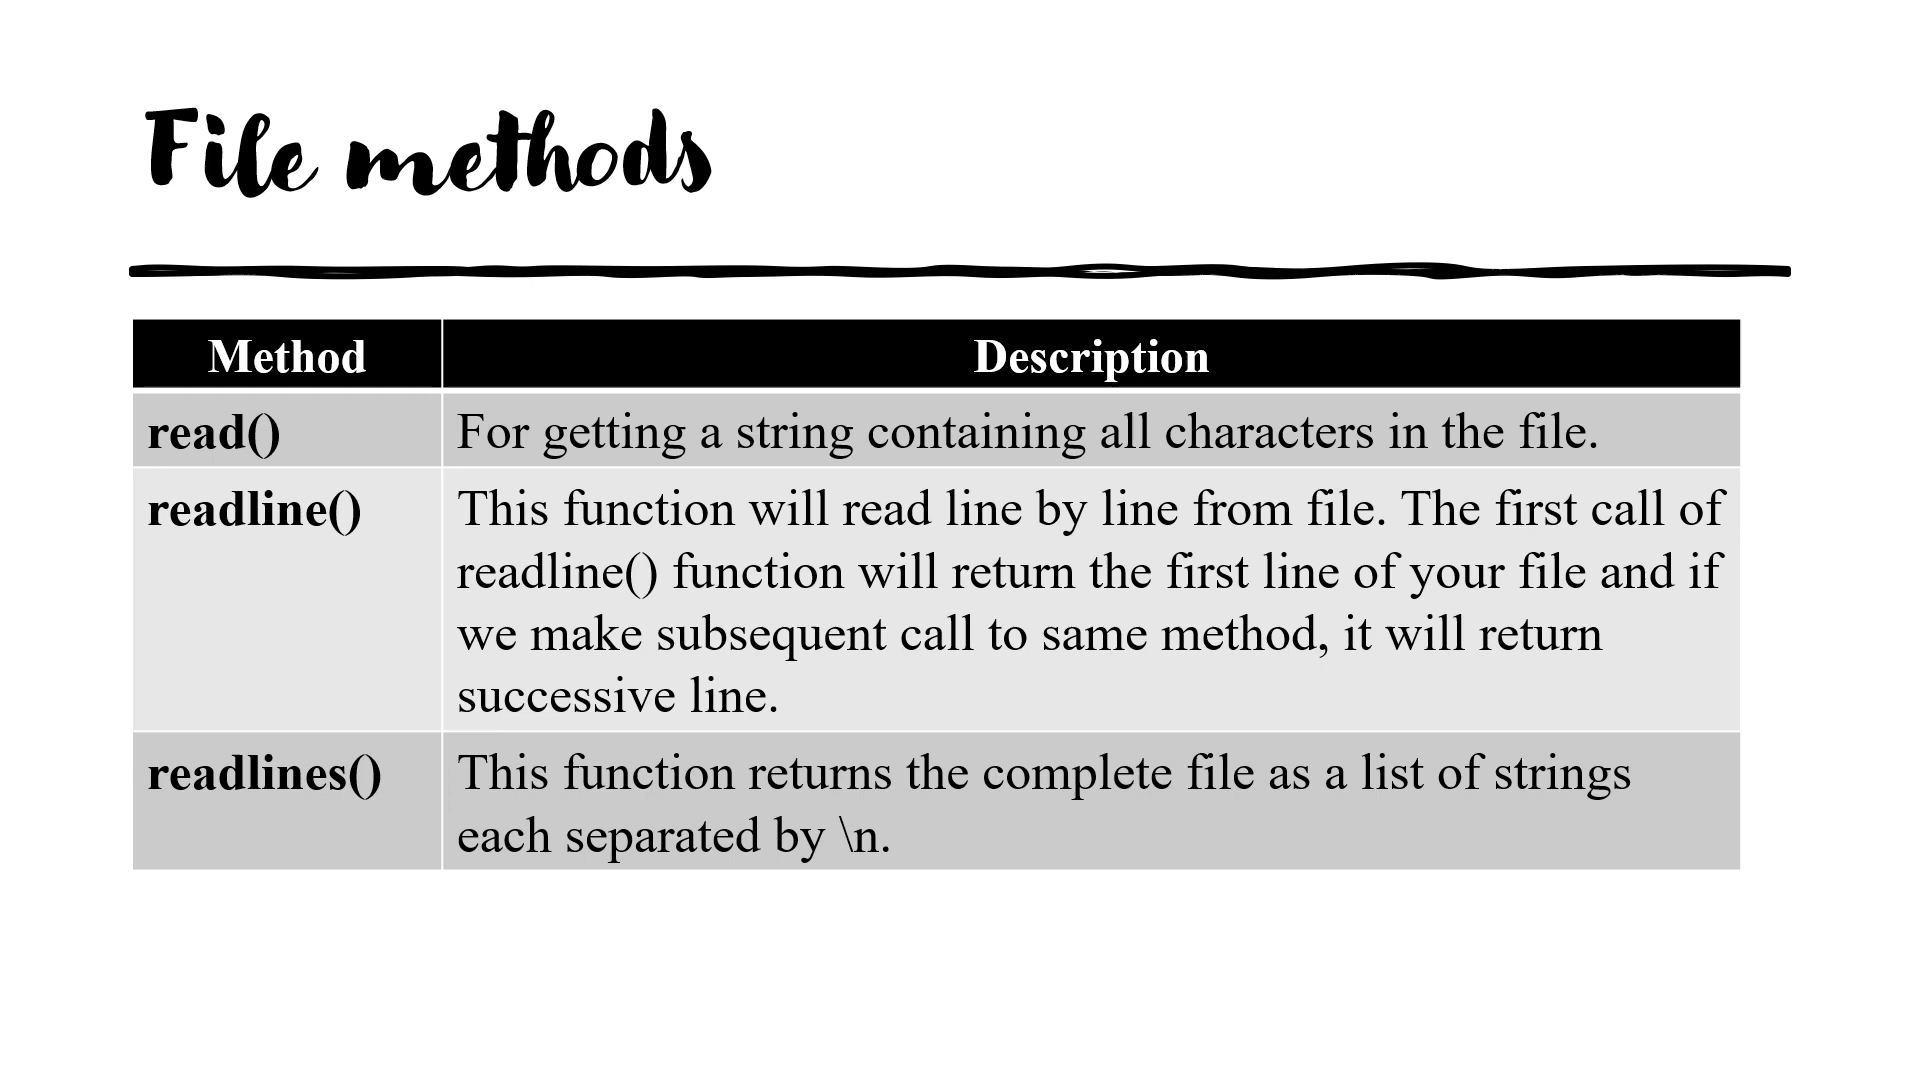 File methods
Method Description
read() For getting a string containing all characters in the file.
readline() This function will read line by line from file. The first call of
readline() function will return the first line of your file and if
we make subsequent call to same method, it will return
successive line.
readlines() This function returns the complete file as a list of strings
each separated by \n.